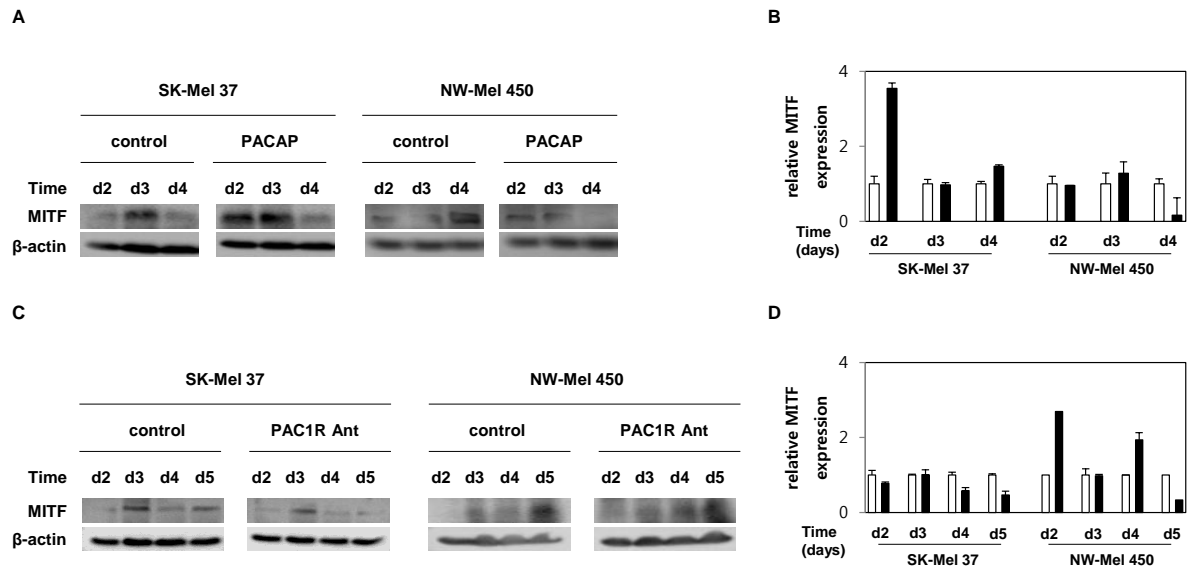 A
SK-Mel 37 NW-Mel 450
control PACAP control PACAP
Time d2 d3 d4 d2 d3 d4 d2 d3 d4 d2 d3 d4
MITF
β-actin
B
relative MITF
expression
4
2
0
Time
(days)
d2 d3 d4 d2 d3 d4
SK-Mel 37 NW-Mel 450
C
SK-Mel 37 NW-Mel 450
control PAC1R Ant control PAC1R Ant
Time d2 d3 d4 d5 d2 d3 d4 d5 d2 d3 d4 d5 d2 d3 d4 d5
MITF
β-actin
D
relative MITF
expression
4
2
0
Time
(days)
d2 d3 d4 d5 d2 d3 d4 d5
SK-Mel 37 NW-Mel 450